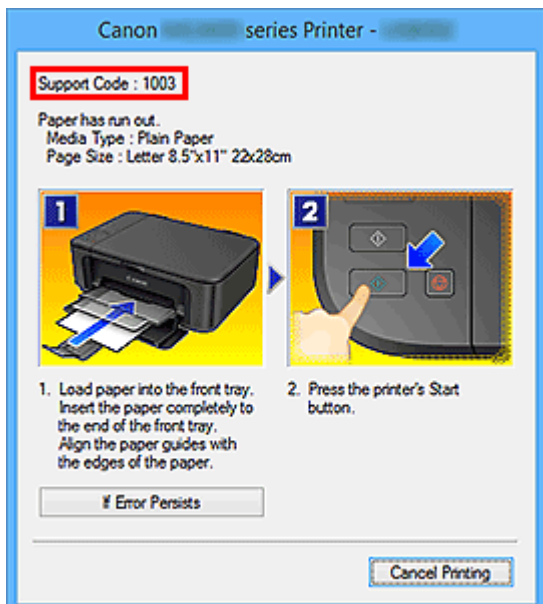 Canon series Printer -
Support Code : 1003
Paper has run out.
Media Type : Plain Paper
Page Size : Letter 8.5"x11" 22x28cm
1
2
Canon
1. Load paper into the front tray.
Insert the paper completely to
the end of the front tray.
Align the paper guides with
the edges of the paper.
2. Press the printer's Start
button.
If Error Persists
Cancel Printing